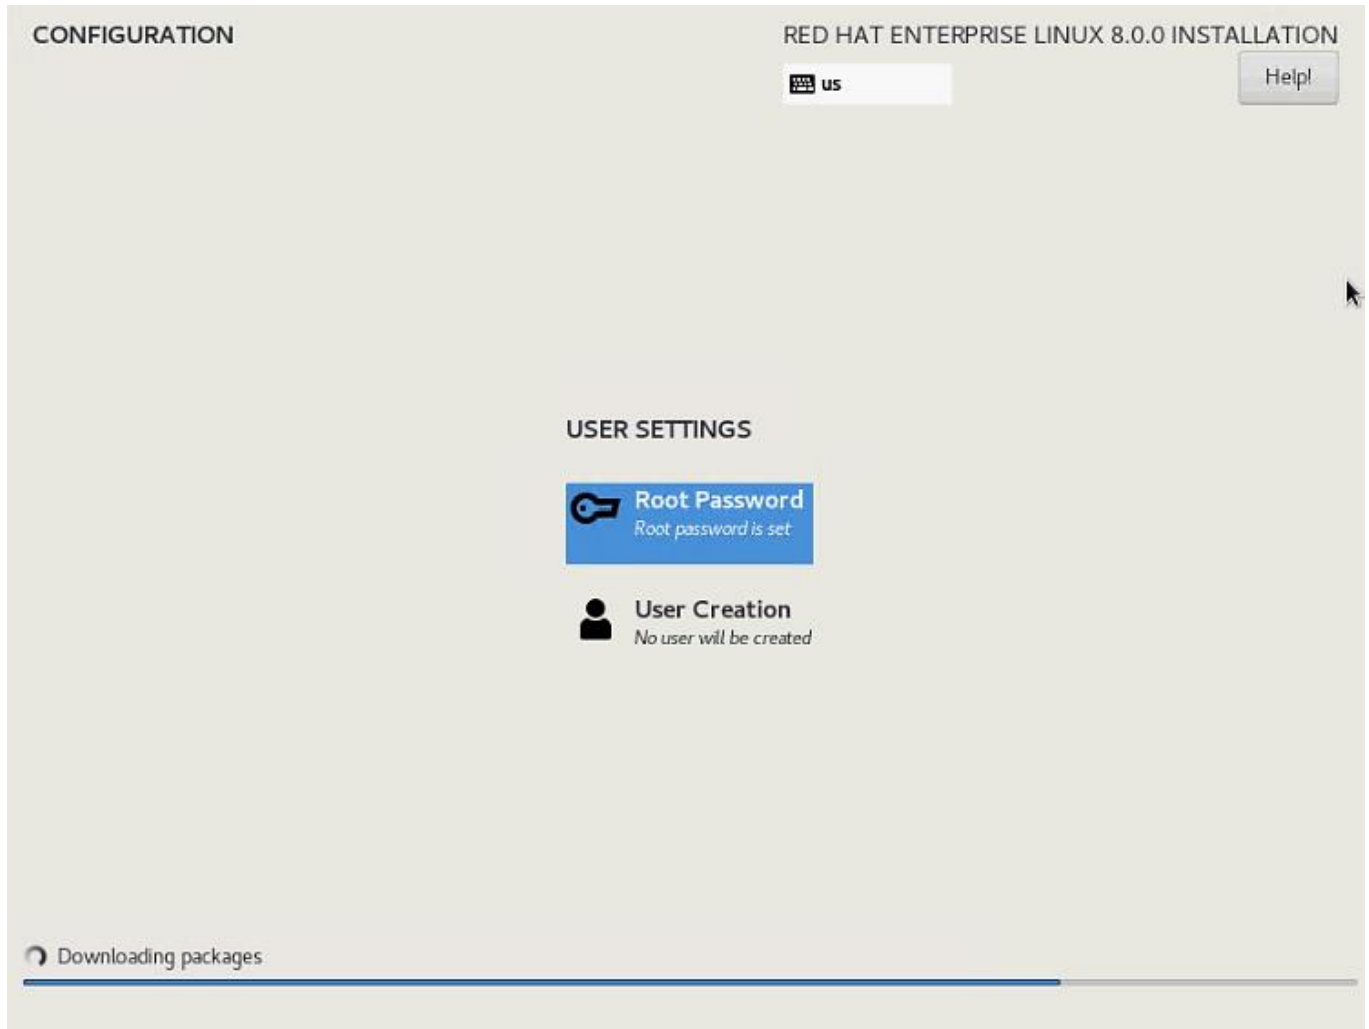 CONFIGURATION
RED HAT ENTERPRISE LINUX 8.0.0 INSTALLATION
us
Help!
USER SETTINGS
Root Password
Root password is set
User Creation
No user will be created
Downloading packages